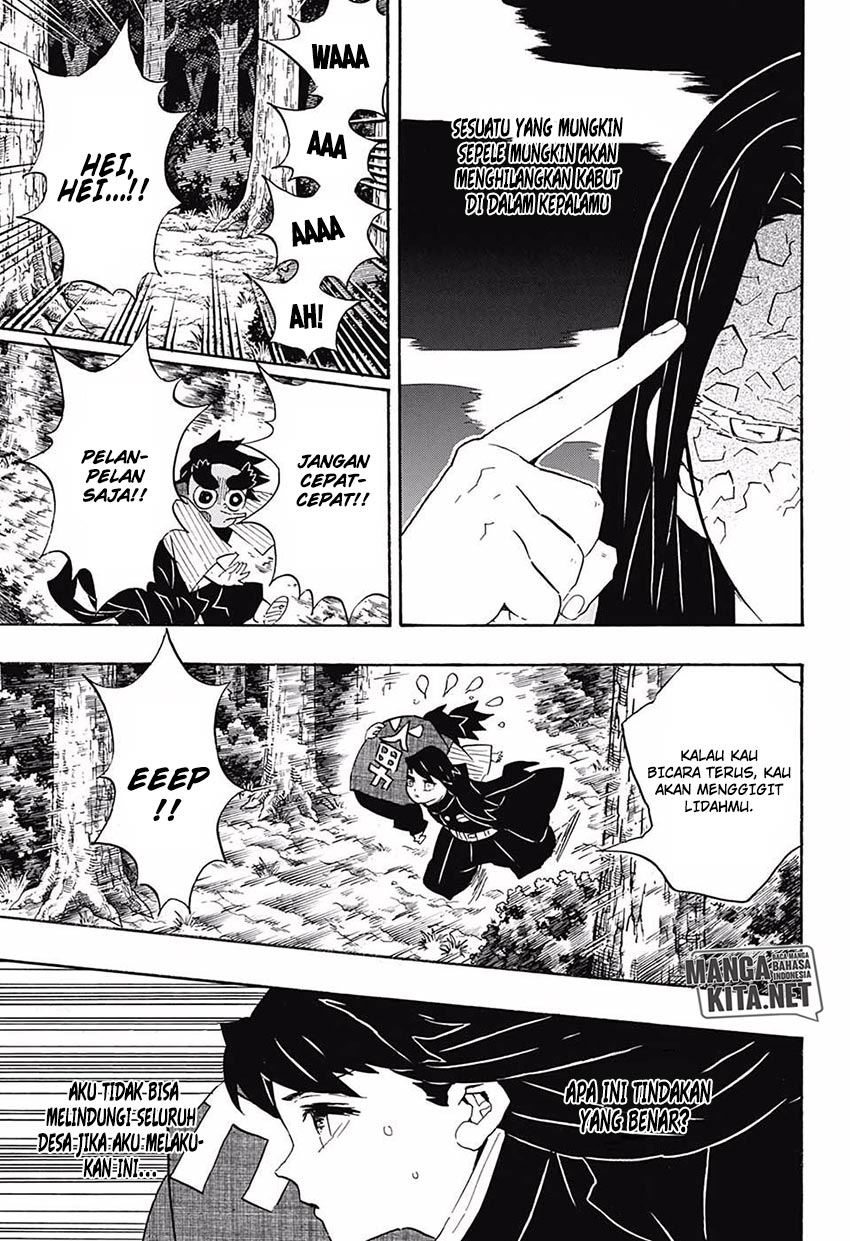 SESUATU YANG MUNGKIN
SEPELE MUNGKIN AKAN
MENGHILANGKAN KABUT
DI DALAM KEPALAMU
WAAA
AAA
AAAA
AH!
HEI,
HEI...!!
JANGAN
CEPAT-
CEPAT!!
PELAN-
PELAN
SAJA!!
KALAU KAU
BICARA TERUS, KAU
AKAN MENGGIGIT
LIDAHMU.
火男
EEEP
!!
MANGA
KITA.NET
BACA MANGA
BAHASA
INDONESIA
APA INI TINDAKAN
YANG BENAR?
AKU TIDAK BISA
MELINDUNGI SELURUH
DESA JIKA AKU MELAKU-
KAN INI...